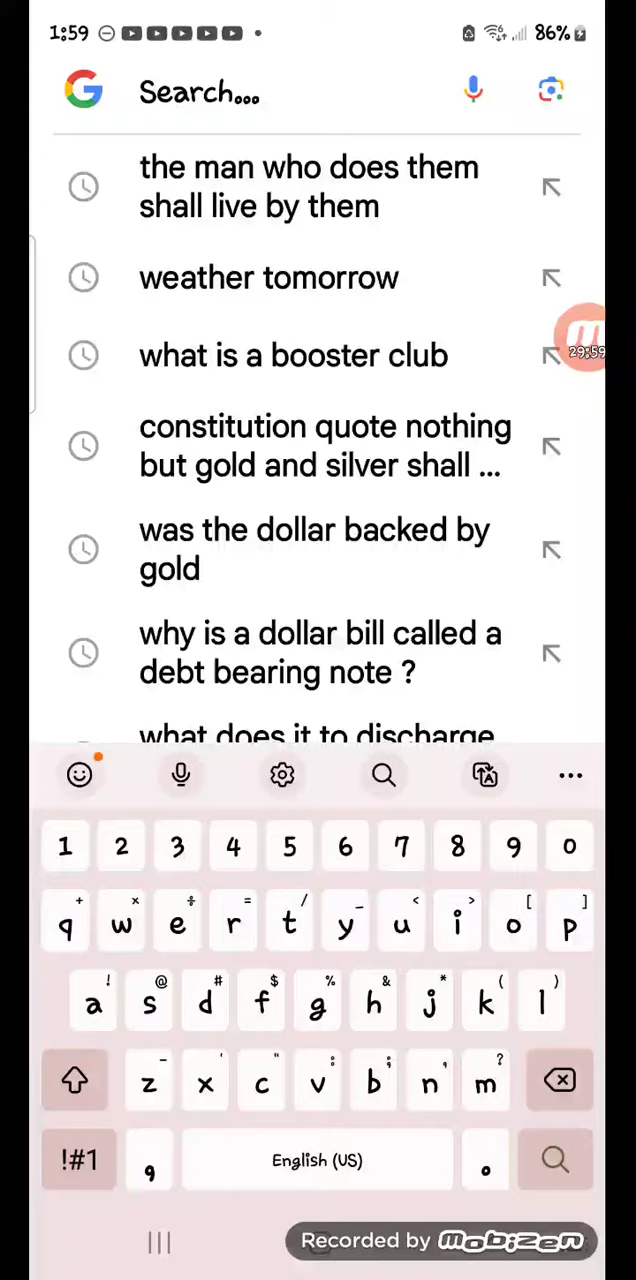 1:59 86%
Search...
the man who does them
shall live by them
weather tomorrow
29:59
what is a booster club
constitution quote nothing
but gold and silver shall ...
was the dollar backed by
gold
why is a dollar bill called a
debt bearing note ?
what does it to discharge
1 2 3 4 5 6 7 8 9 0
+ × ÷ = / _ < > [ ]
q w e r t y u i o p
! @ # $ % & * ( )
a s d f g h j k l
- ' " : ; , ?
z x c v b n m
!#1 , English (US) .
Recorded by mobizen